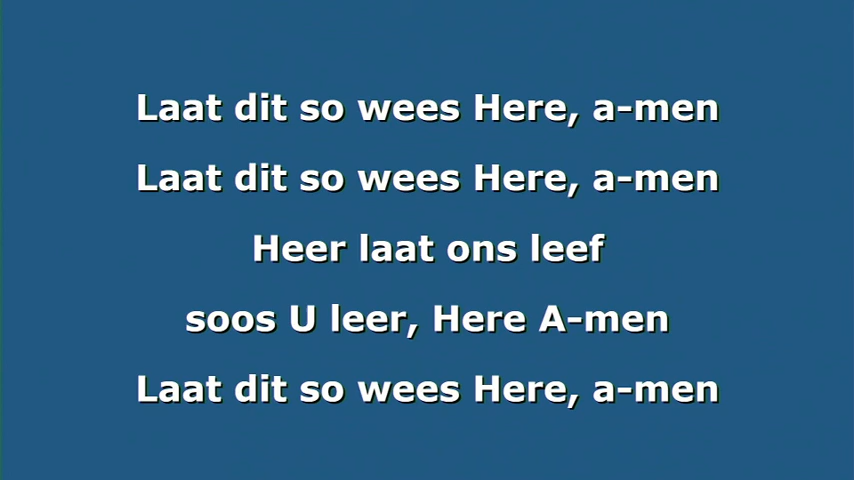 Laat dit so wees Here, a-men
Laat dit so wees Here, a-men
Heer laat ons leef
soos U leer, Here A-men
Laat dit so wees Here, a-men